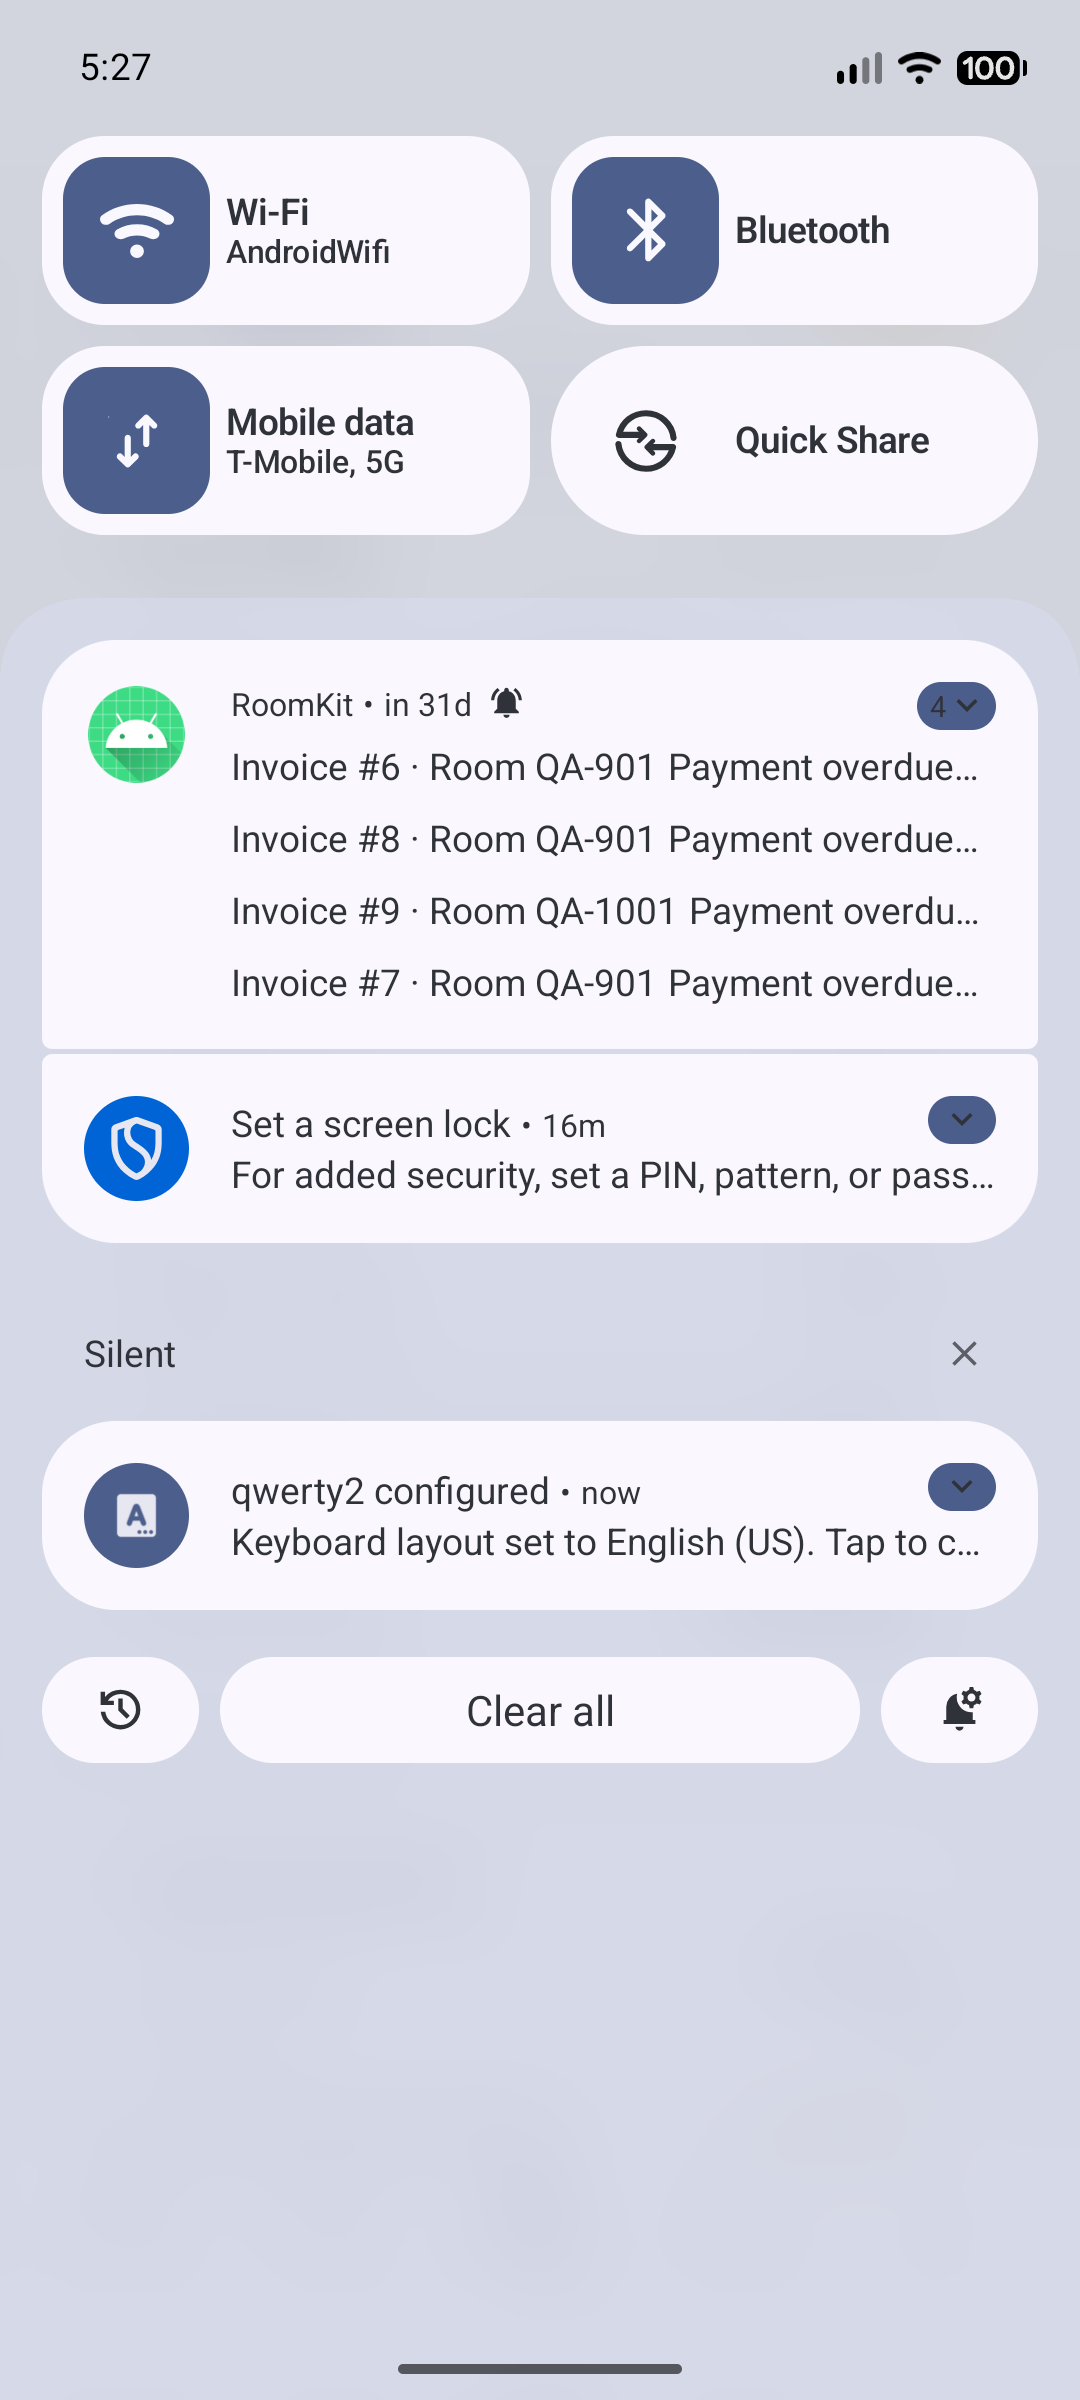 5:27
100
Wi-Fi
AndroidWifi
Bluetooth
Mobile data
T-Mobile, 5G
Quick Share
RoomKit • in 31d
4
Invoice #6 · Room QA-901 Payment overdue…
Invoice #8 · Room QA-901 Payment overdue…
Invoice #9 · Room QA-1001 Payment overdu…
Invoice #7 · Room QA-901 Payment overdue…
Set a screen lock • 16m
For added security, set a PIN, pattern, or pass…
Silent
A
qwerty2 configured • now
Keyboard layout set to English (US). Tap to c…
Clear all